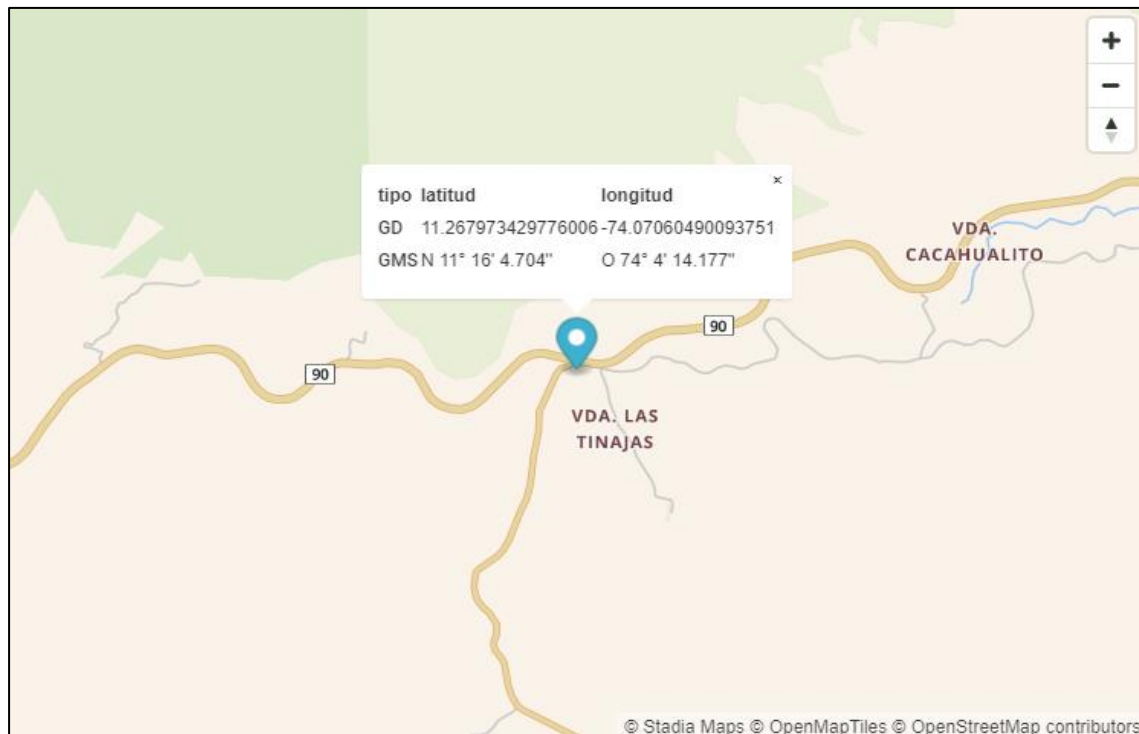 +
−
×
tipo latitud longitud
GD 11.267973429776006 -74.07060490093751
GMS N 11° 16' 4.704" O 74° 4' 14.177"
VDA.
CACAHUALITO
90
90
VDA. LAS
TINAJAS
© Stadia Maps © OpenMapTiles © OpenStreetMap contributors